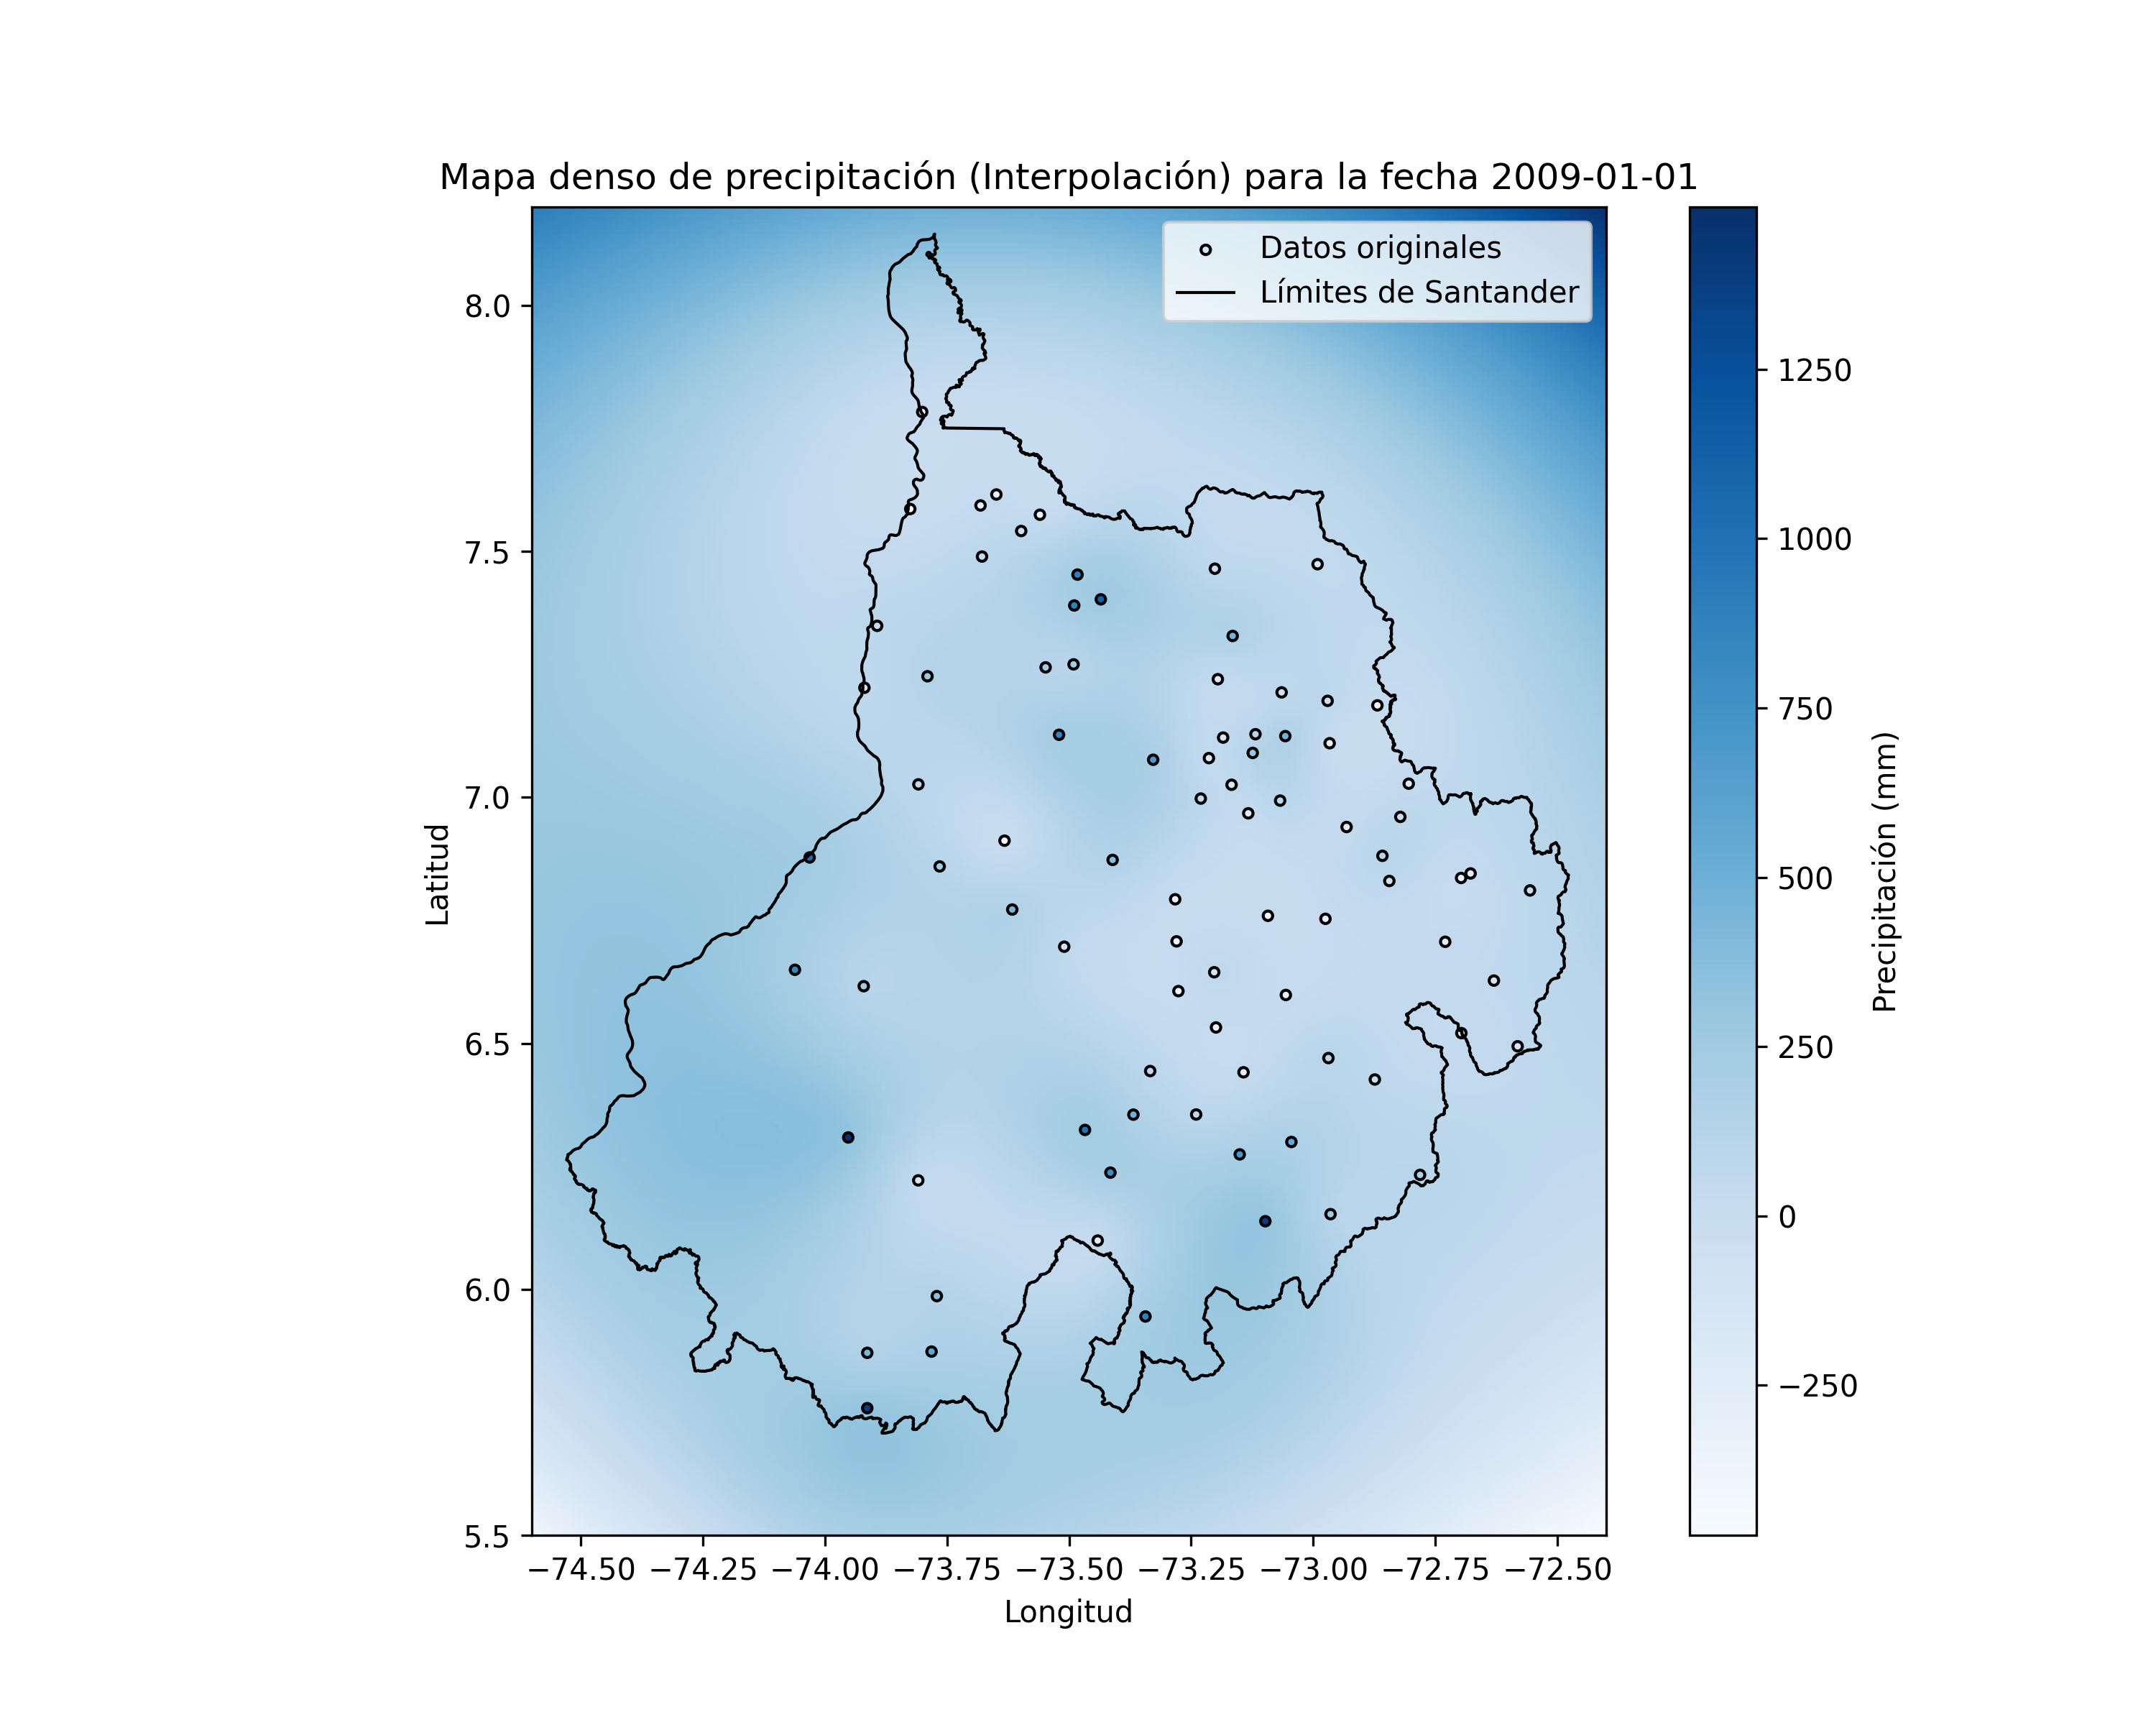 Mapa denso de precipitación (Interpolación) para la fecha 2009-01-01
Datos originales
Límites de Santander
8.0
7.5
7.0
6.5
6.0
5.5
Latitud
−74.50 −74.25 −74.00 −73.75 −73.50 −73.25 −73.00 −72.75 −72.50
Longitud
1250
1000
750
500
250
0
−250
Precipitación (mm)